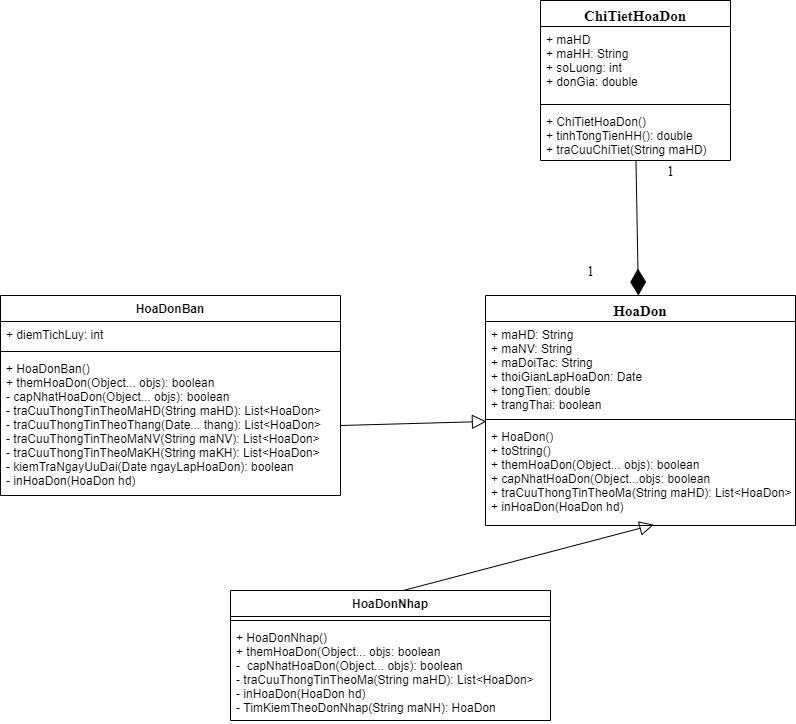 ChiTietHoaDon
+ maHD
+ maHH: String
+ soLuong: int
+ donGia: double
+ ChiTietHoaDon()
+ tinhTongTienHH(): double
+ traCuuChiTiet(String maHD)
1
1
HoaDonBan
+ diemTichLuy: int
+ HoaDonBan()
+ themHoaDon(Object... objs): boolean
- capNhatHoaDon(Object... objs): boolean
- traCuuThongTinTheoMaHD(String maHD): List<HoaDon>
- traCuuThongTinTheoThang(Date... thang): List<HoaDon>
- traCuuThongTinTheoMaNV(String maNV): List<HoaDon>
- traCuuThongTinTheoMaKH(String maKH): List<HoaDon>
- kiemTraNgayUuDai(Date ngayLapHoaDon): boolean
- inHoaDon(HoaDon hd)
HoaDon
+ maHD: String
+ maNV: String
+ maDoiTac: String
+ thoiGianLapHoaDon: Date
+ tongTien: double
+ trangThai: boolean
+ HoaDon()
+ toString()
+ themHoaDon(Object... objs): boolean
+ capNhatHoaDon(Object...objs: boolean
+ traCuuThongTinTheoMa(String maHD): List<HoaDon>
+ inHoaDon(HoaDon hd)
HoaDonNhap
+ HoaDonNhap()
+ themHoaDon(Object... objs: boolean
-  capNhatHoaDon(Object... objs): boolean
- traCuuThongTinTheoMa(String maHD): List<HoaDon>
- inHoaDon(HoaDon hd)
- TimKiemTheoDonNhap(String maNH): HoaDon